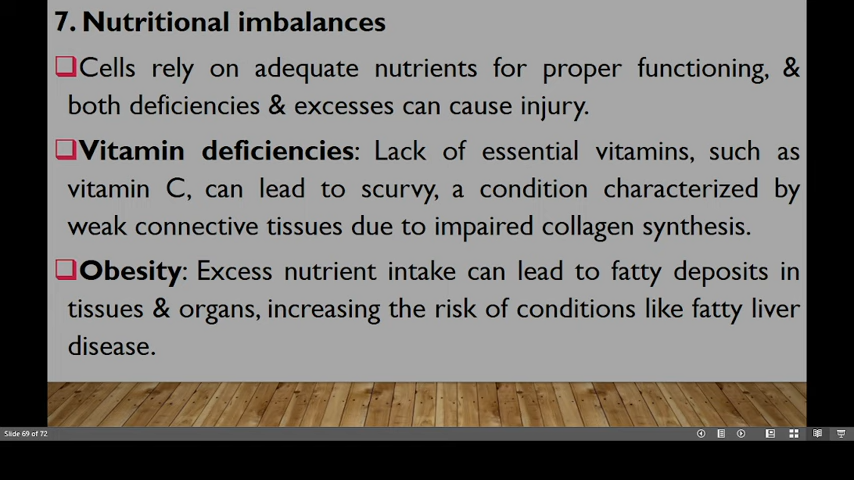 7. Nutritional imbalances
Cells rely on adequate nutrients for proper functioning, &
both deficiencies & excesses can cause injury.
Vitamin deficiencies: Lack of essential vitamins, such as
vitamin C, can lead to scurvy, a condition characterized by
weak connective tissues due to impaired collagen synthesis.
Obesity: Excess nutrient intake can lead to fatty deposits in
tissues & organs, increasing the risk of conditions like fatty liver
disease.
Slide 69 of 72